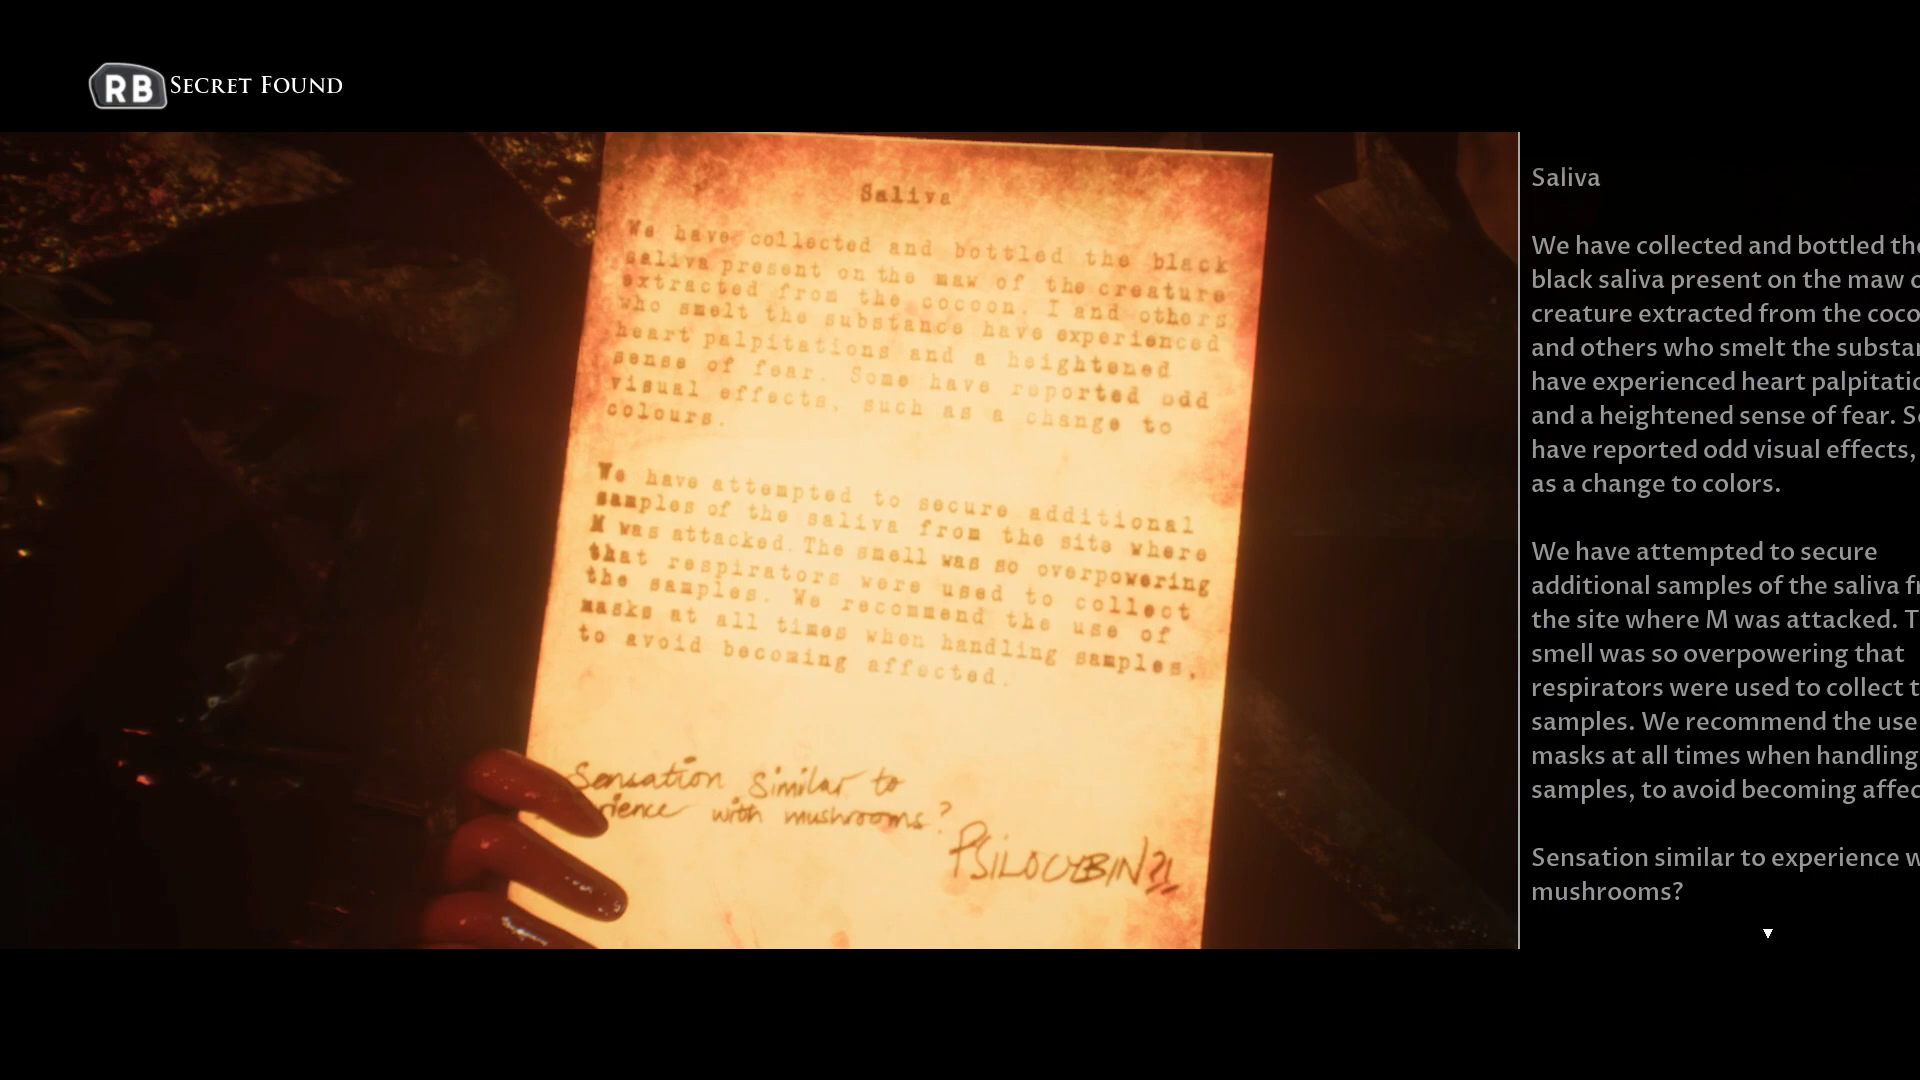 RB Secret Found
Saliva
We have collected and bottled the black
saliva present on the maw of the creature
extracted from the cocoon. I and others
who smelt the substance have experienced
heart palpitations and a heightened
sense of fear. Some have reported odd
visual effects, such as a change to
colours.
We have attempted to secure additional
samples of the saliva from the site where
M was attacked. The smell was so overpowering
that respirators were used to collect
the samples. We recommend the use of
masks at all times when handling samples,
to avoid becoming affected.
Sensation similar to
rience with mushrooms?
PSILOCYBIN?!
Saliva
We have collected and bottled the
black saliva present on the maw o
creature extracted from the coco
and others who smelt the substan
have experienced heart palpitatio
and a heightened sense of fear. So
have reported odd visual effects,
as a change to colors.
We have attempted to secure
additional samples of the saliva fr
the site where M was attacked. T
smell was so overpowering that
respirators were used to collect t
samples. We recommend the use
masks at all times when handling
samples, to avoid becoming affec
Sensation similar to experience w
mushrooms?